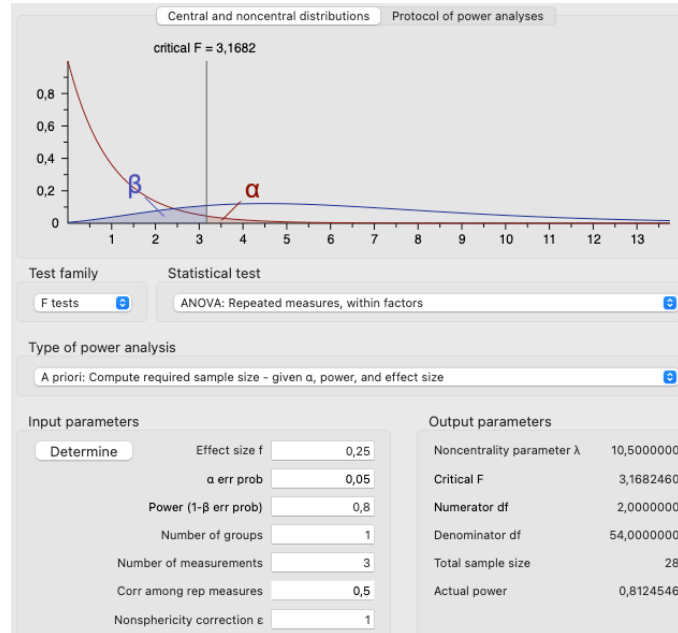 Central and noncentral distributions Protocol of power analyses
critical F = 3,1682
0,8
0,6
0,4
0,2
0
β
α
1 2 3 4 5 6 7 8 9 10 11 12 13
Test family Statistical test
F tests ANOVA: Repeated measures, within factors
Type of power analysis
A priori: Compute required sample size - given α, power, and effect size
Input parameters Output parameters
Determine Effect size f 0,25 Noncentrality parameter λ 10,5000000
α err prob 0,05 Critical F 3,1682460
Power (1-β err prob) 0,8 Numerator df 2,0000000
Number of groups 1 Denominator df 54,0000000
Number of measurements 3 Total sample size 28
Corr among rep measures 0,5 Actual power 0,8124546
Nonsphericity correction ε 1